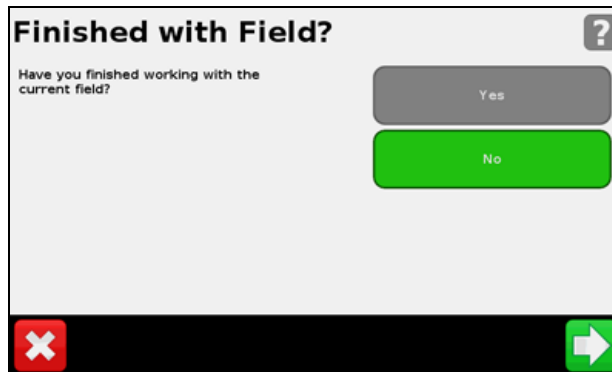 Finished with Field?
?
Have you finished working with the
current field?
Yes
No